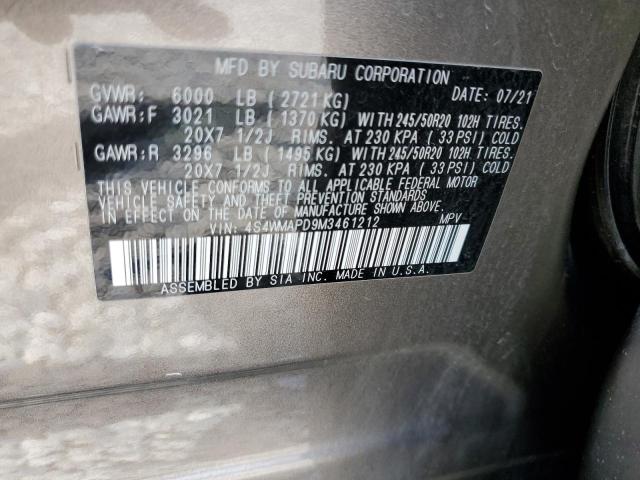 MFD BY SUBARU CORPORATION
GVWR: 6000 LB (2721 KG) DATE: 07/21
GAWR:F 3021 LB (1370 KG) WITH 245/50R20 102H TIRES.
20X7 1/2J RIMS. AT 230 KPA (33 PSI) COLD
GAWR:R 3296 LB (1495 KG) WITH 245/50R20 102H TIRES.
20X7 1/2J RIMS. AT 230 KPA (33 PSI) COLD
THIS VEHICLE CONFORMS TO ALL APPLICABLE FEDERAL MOTOR
VEHICLE SAFETY AND THEFT PREVENTION STANDARDS
IN EFFECT ON THE DATE OF MANUFACTURE SHOWN ABOVE.
VIN: 4S4WMAPD9M3461212 MPV
ASSEMBLED BY SIA INC. MADE IN U.S.A.